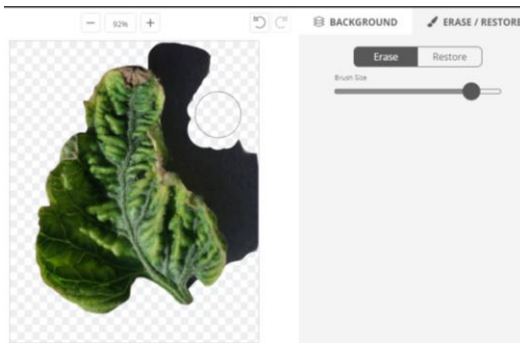 − 92% +
BACKGROUND
ERASE / RESTORE
Erase Restore
Brush Size